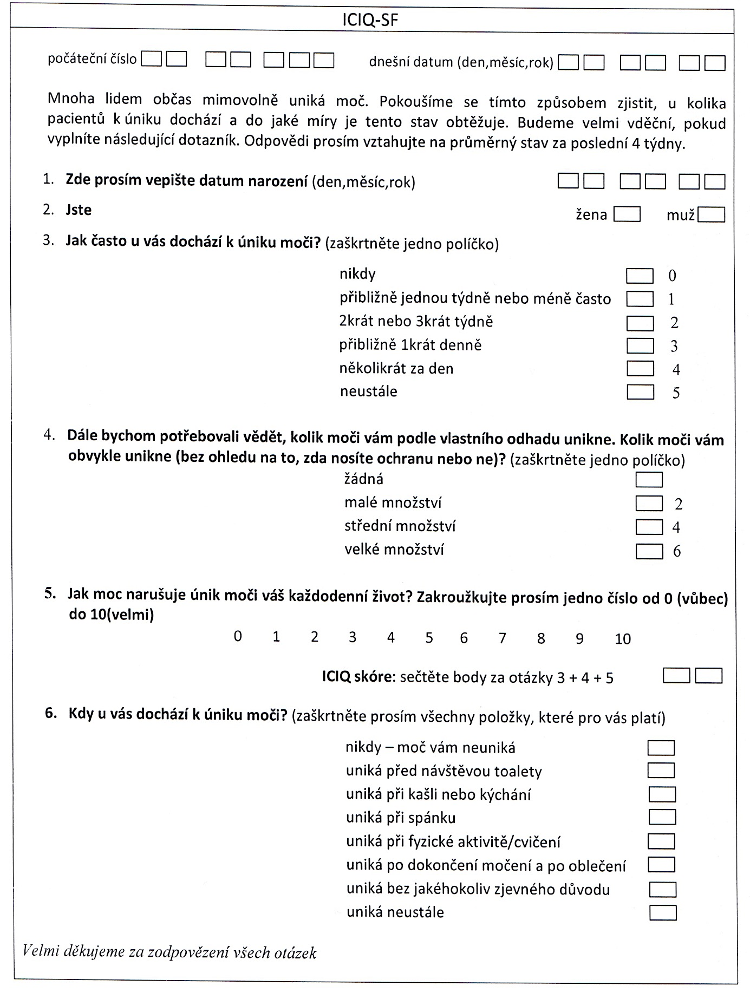 ICIQ-SF
počáteční číslo dnešní datum (den,měsíc,rok)
Mnoha lidem občas mimovolně uniká moč. Pokoušíme se tímto způsobem zjistit, u kolika
pacientů k úniku dochází a do jaké míry je tento stav obtěžuje. Budeme velmi vděční, pokud
vyplníte následující dotazník. Odpovědi prosím vztahujte na průměrný stav za poslední 4 týdny.
1. Zde prosím vepište datum narození (den,měsíc,rok)
2. Jste žena muž
3. Jak často u vás dochází k úniku moči? (zaškrtněte jedno políčko)
nikdy 0
přibližně jednou týdně nebo méně často 1
2krát nebo 3krát týdně 2
přibližně 1krát denně 3
několikrát za den 4
neustále 5
4. Dále bychom potřebovali vědět, kolik moči vám podle vlastního odhadu unikne. Kolik moči vám
obvykle unikne (bez ohledu na to, zda nosíte ochranu nebo ne)? (zaškrtněte jedno políčko)
žádná
malé množství 2
střední množství 4
velké množství 6
5. Jak moc narušuje únik moči váš každodenní život? Zakroužkujte prosím jedno číslo od 0 (vůbec)
do 10(velmi)
0 1 2 3 4 5 6 7 8 9 10
ICIQ skóre: sečtěte body za otázky 3 + 4 + 5
6. Kdy u vás dochází k úniku moči? (zaškrtněte prosím všechny položky, které pro vás platí)
nikdy – moč vám neuniká
uniká před návštěvou toalety
uniká při kašli nebo kýchání
uniká při spánku
uniká při fyzické aktivitě/cvičení
uniká po dokončení močení a po oblečení
uniká bez jakéhokoliv zjevného důvodu
uniká neustále
Velmi děkujeme za zodpovězení všech otázek